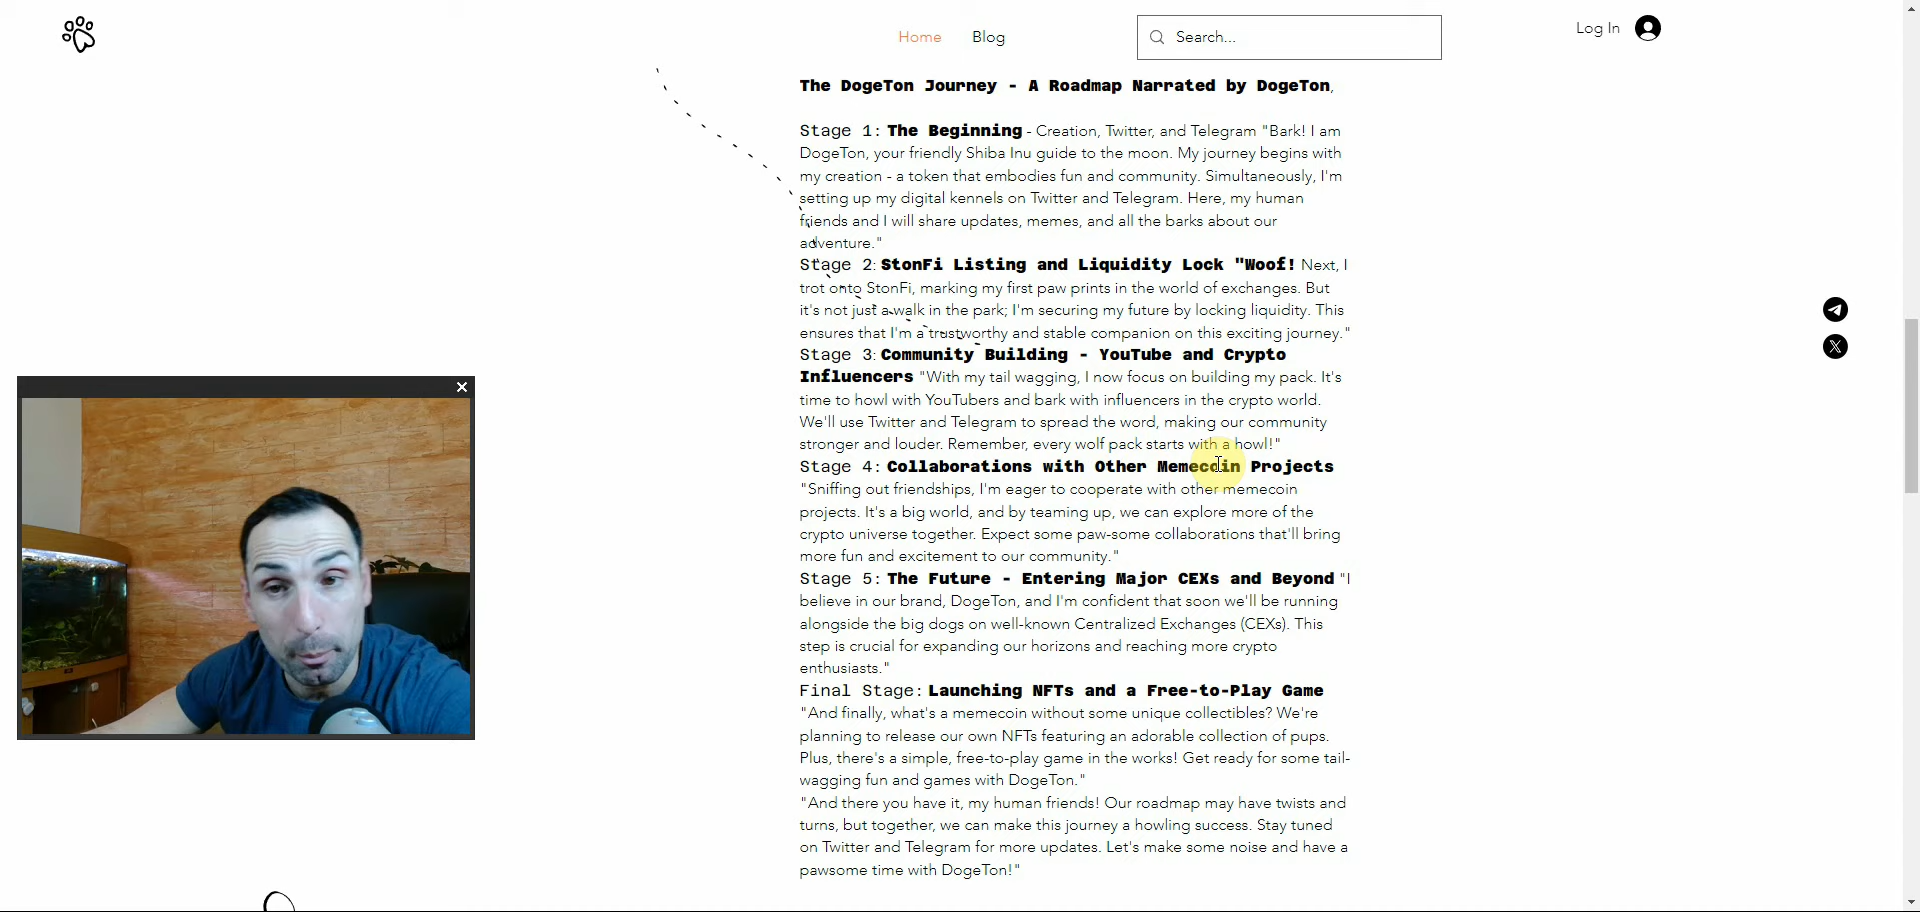 Home
Blog
Search...
Log In
The DogeTon Journey - A Roadmap Narrated by DogeTon,
Stage 1: The Beginning - Creation, Twitter, and Telegram "Bark! I am
DogeTon, your friendly Shiba Inu guide to the moon. My journey begins with
my creation - a token that embodies fun and community. Simultaneously, I'm
setting up my digital kennels on Twitter and Telegram. Here, my human
friends and I will share updates, memes, and all the barks about our
adventure."
Stage 2: StonFi Listing and Liquidity Lock "Woof! Next, I
trot onto StonFi, marking my first paw prints in the world of exchanges. But
it's not just a walk in the park; I'm securing my future by locking liquidity. This
ensures that I'm a trustworthy and stable companion on this exciting journey."
Stage 3: Community Building - YouTube and Crypto
Influencers "With my tail wagging, I now focus on building my pack. It's
time to howl with YouTubers and bark with influencers in the crypto world.
We'll use Twitter and Telegram to spread the word, making our community
stronger and louder. Remember, every wolf pack starts with a howl!"
Stage 4: Collaborations with Other Memecoin Projects
"Sniffing out friendships, I'm eager to cooperate with other memecoin
projects. It's a big world, and by teaming up, we can explore more of the
crypto universe together. Expect some paw-some collaborations that'll bring
more fun and excitement to our community."
Stage 5: The Future - Entering Major CEXs and Beyond "I
believe in our brand, DogeTon, and I'm confident that soon we'll be running
alongside the big dogs on well-known Centralized Exchanges (CEXs). This
step is crucial for expanding our horizons and reaching more crypto
enthusiasts."
Final Stage: Launching NFTs and a Free-to-Play Game
"And finally, what's a memecoin without some unique collectibles? We're
planning to release our own NFTs featuring an adorable collection of pups.
Plus, there's a simple, free-to-play game in the works! Get ready for some tail-
wagging fun and games with DogeTon."
"And there you have it, my human friends! Our roadmap may have twists and
turns, but together, we can make this journey a howling success. Stay tuned
on Twitter and Telegram for more updates. Let's make some noise and have a
pawsome time with DogeTon!"